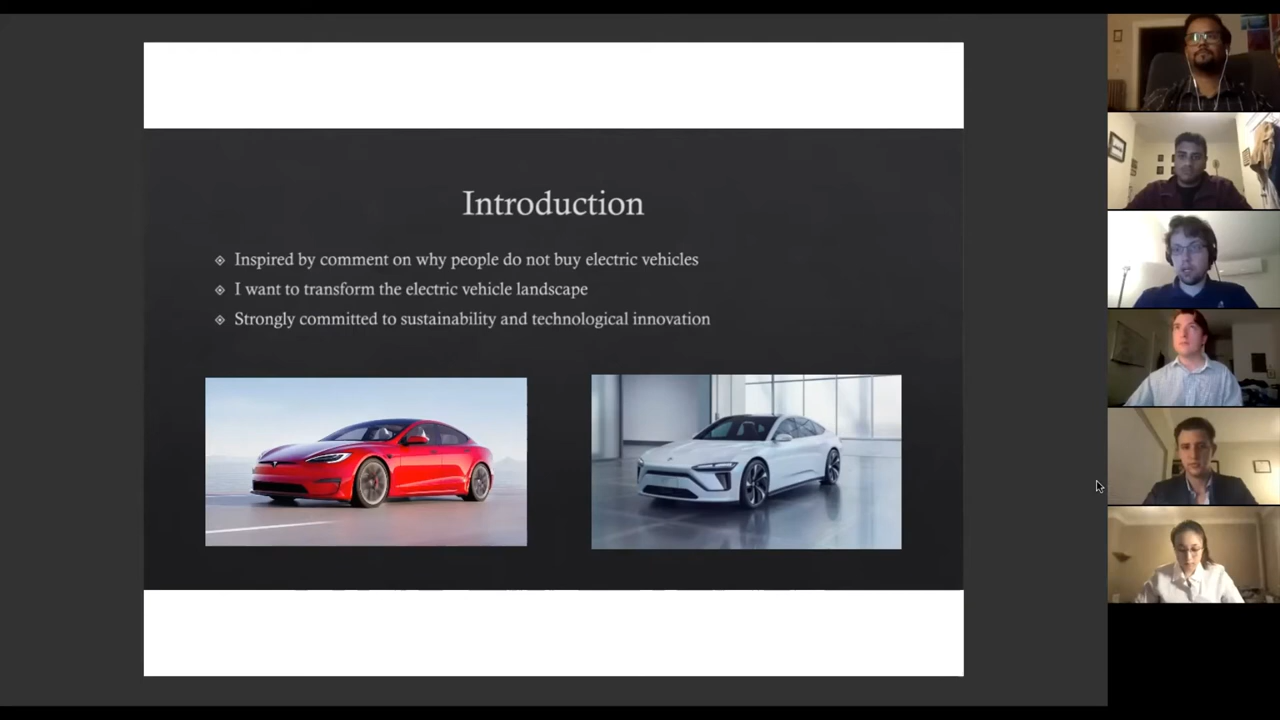 Introduction
Inspired by comment on why people do not buy electric vehicles
I want to transform the electric vehicle landscape
Strongly committed to sustainability and technological innovation